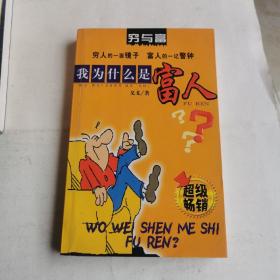 穷与富
穷人的一面镜子 富人的一记警钟
我为什么是
富人
FU REN
文 / 著
? ? ?
超级
畅销
WO WEI SHEN ME SHI
FU REN?